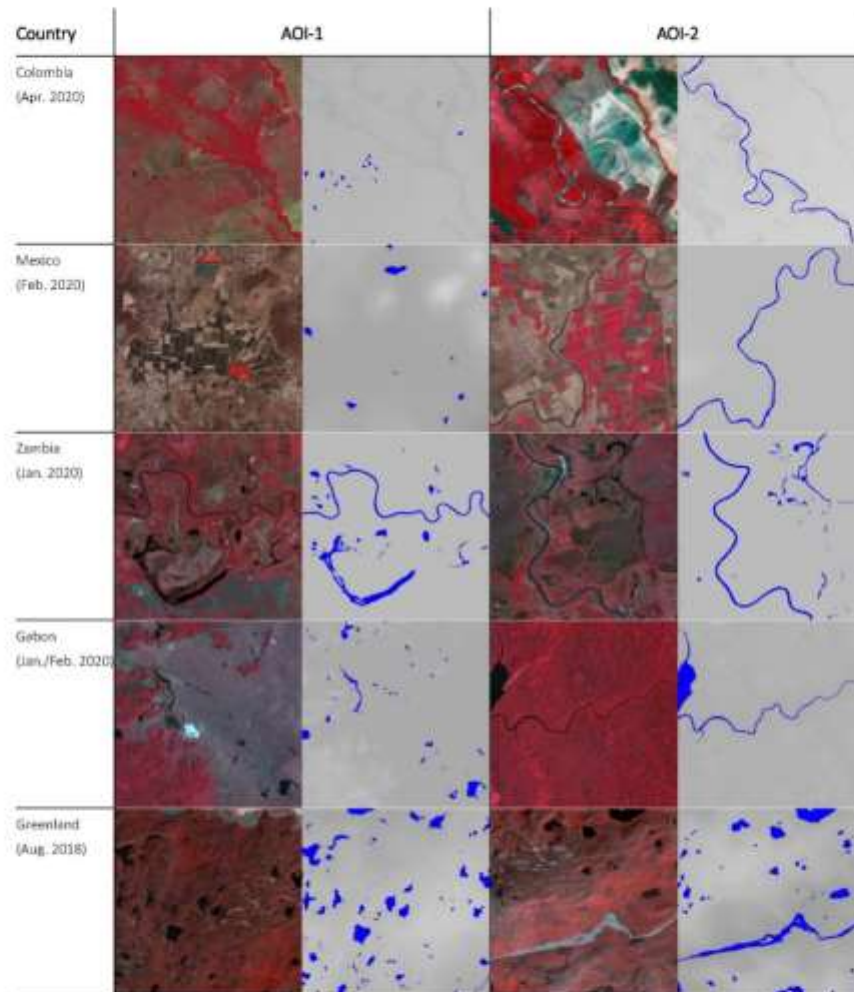 Country AOI-1 AOI-2
Colombia
(Apr. 2020)
Mexico
(Feb. 2020)
Zambia
(Jan. 2020)
Gabon
(Jan./Feb. 2020)
Greenland
(Aug. 2018)